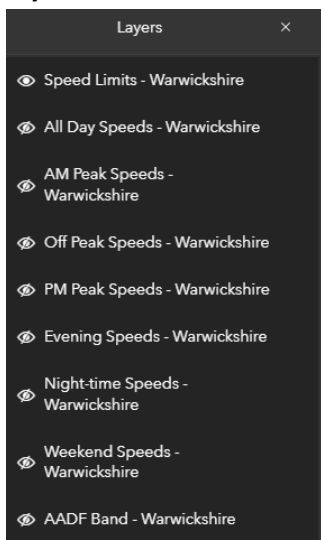 Layers ×
Speed Limits - Warwickshire
All Day Speeds - Warwickshire
AM Peak Speeds -
Warwickshire
Off Peak Speeds - Warwickshire
PM Peak Speeds - Warwickshire
Evening Speeds - Warwickshire
Night-time Speeds -
Warwickshire
Weekend Speeds -
Warwickshire
AADF Band - Warwickshire